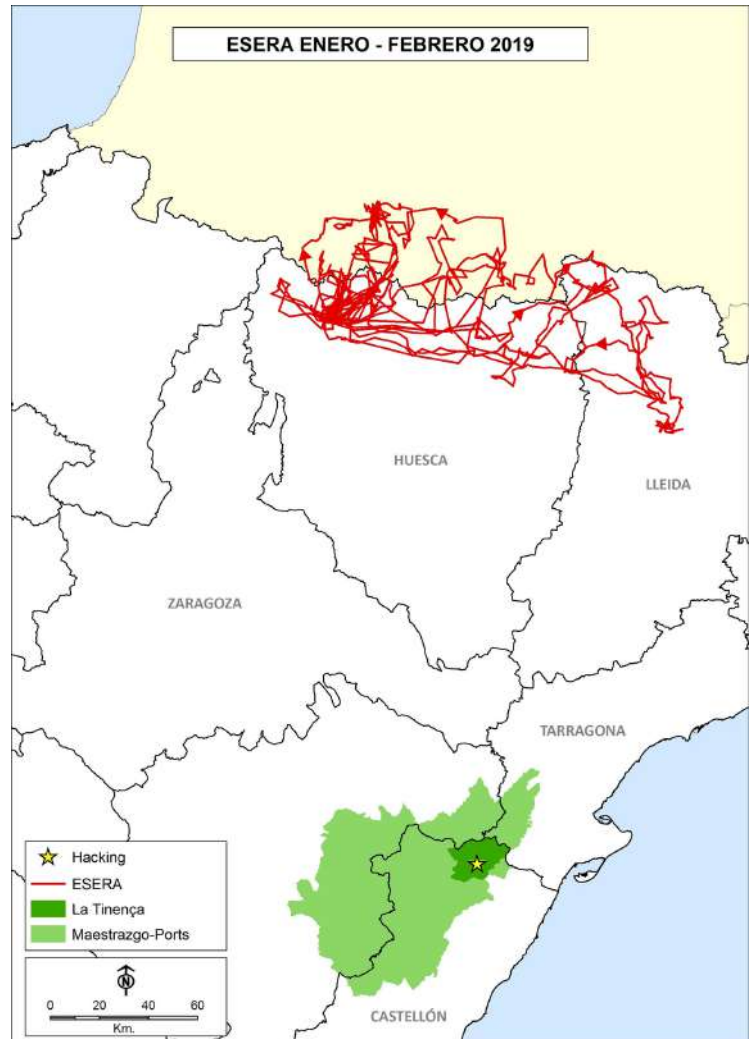 ESERA ENERO - FEBRERO 2019
HUESCA
LLEIDA
ZARAGOZA
TARRAGONA
Hacking
ESERA
La Tinença
Maestrazgo-Ports
N
0 20 40 60
Km.
CASTELLÓN